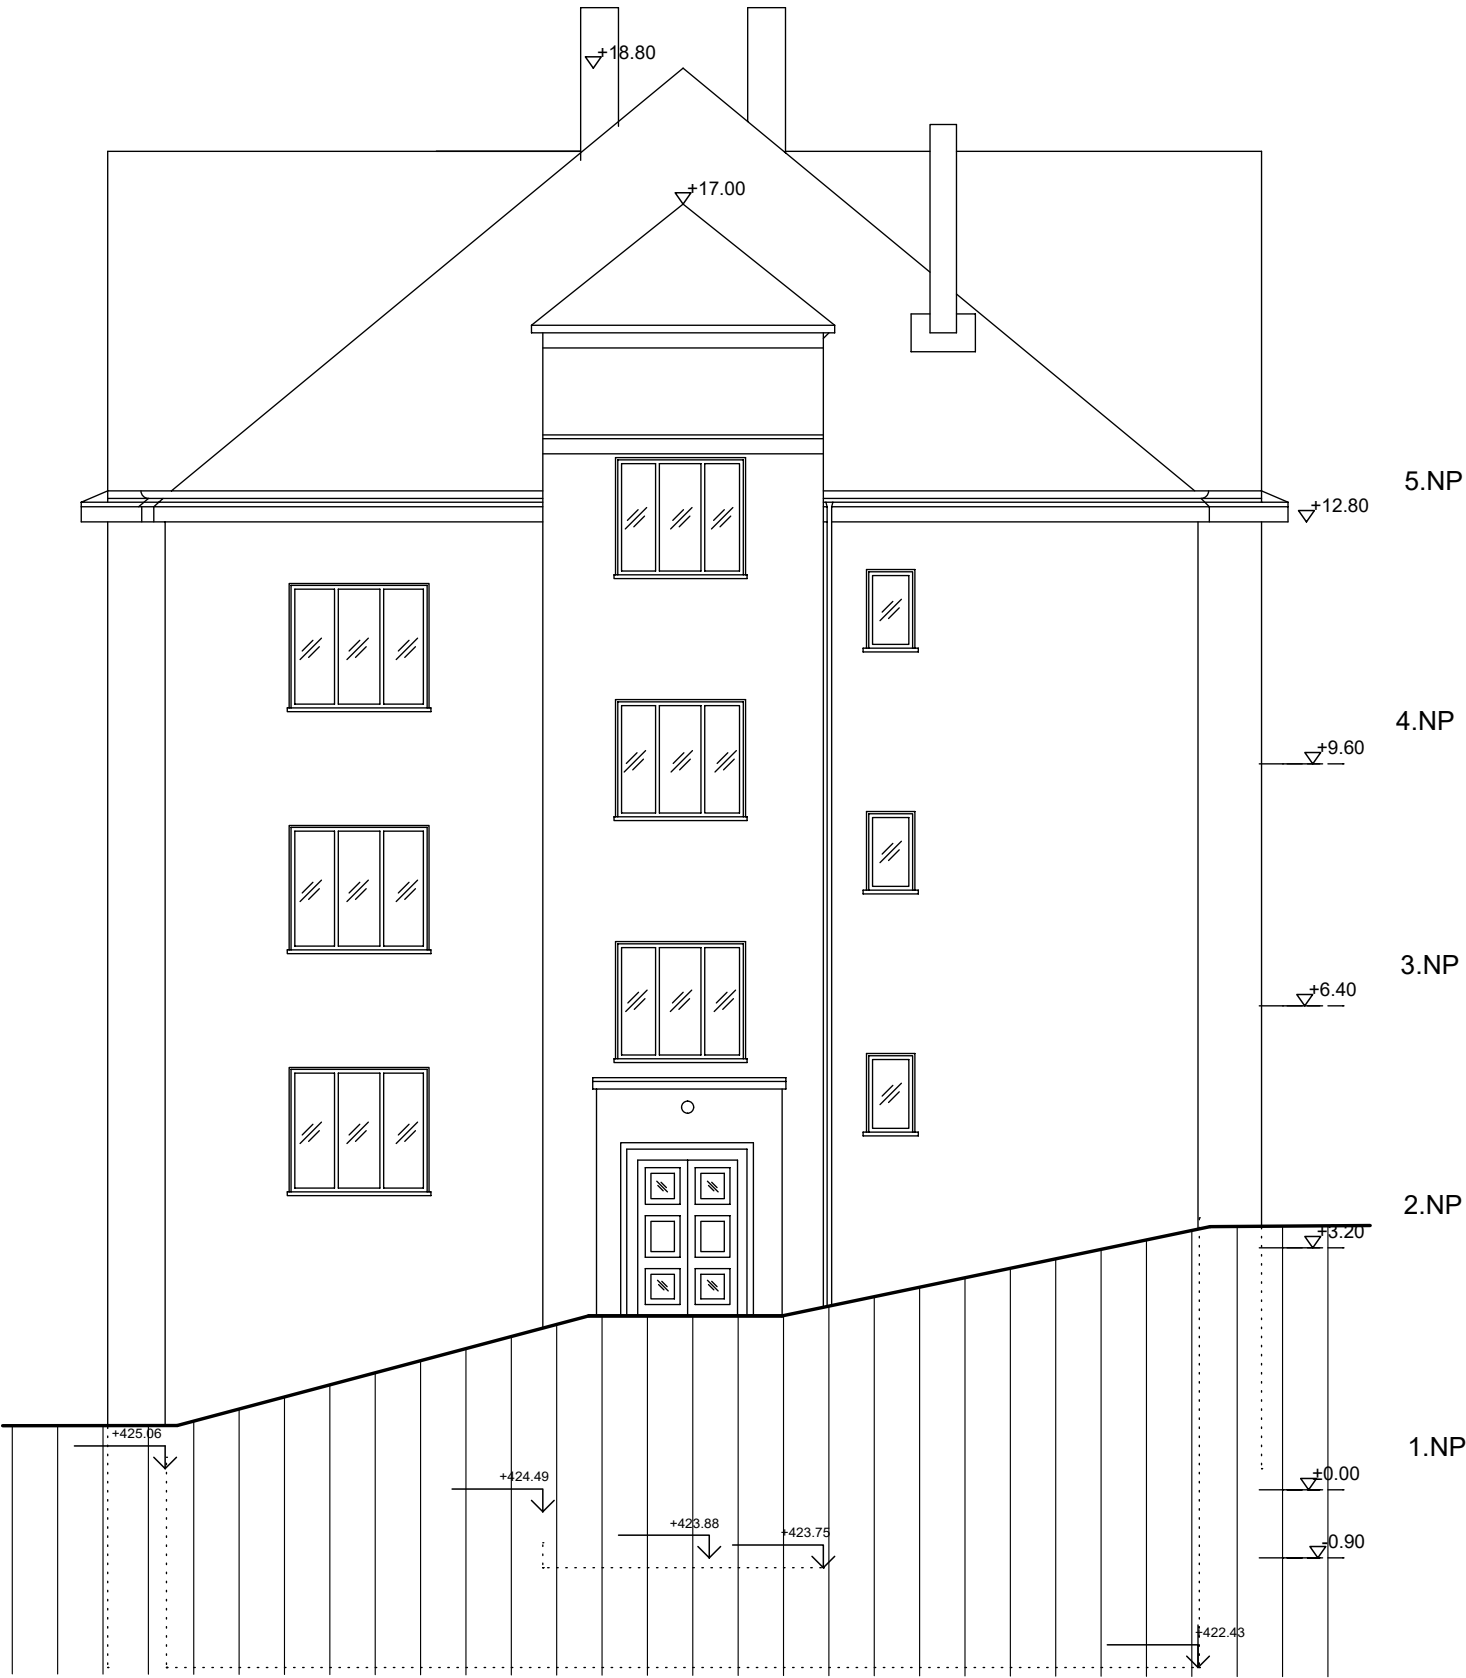 +18.80
+17.00
5.NP
+12.80
4.NP
+9.60
3.NP
+6.40
2.NP
+3.20
+425.06
1.NP
+424.49
±0.00
+423.88
+423.75
-0.90
+422.43